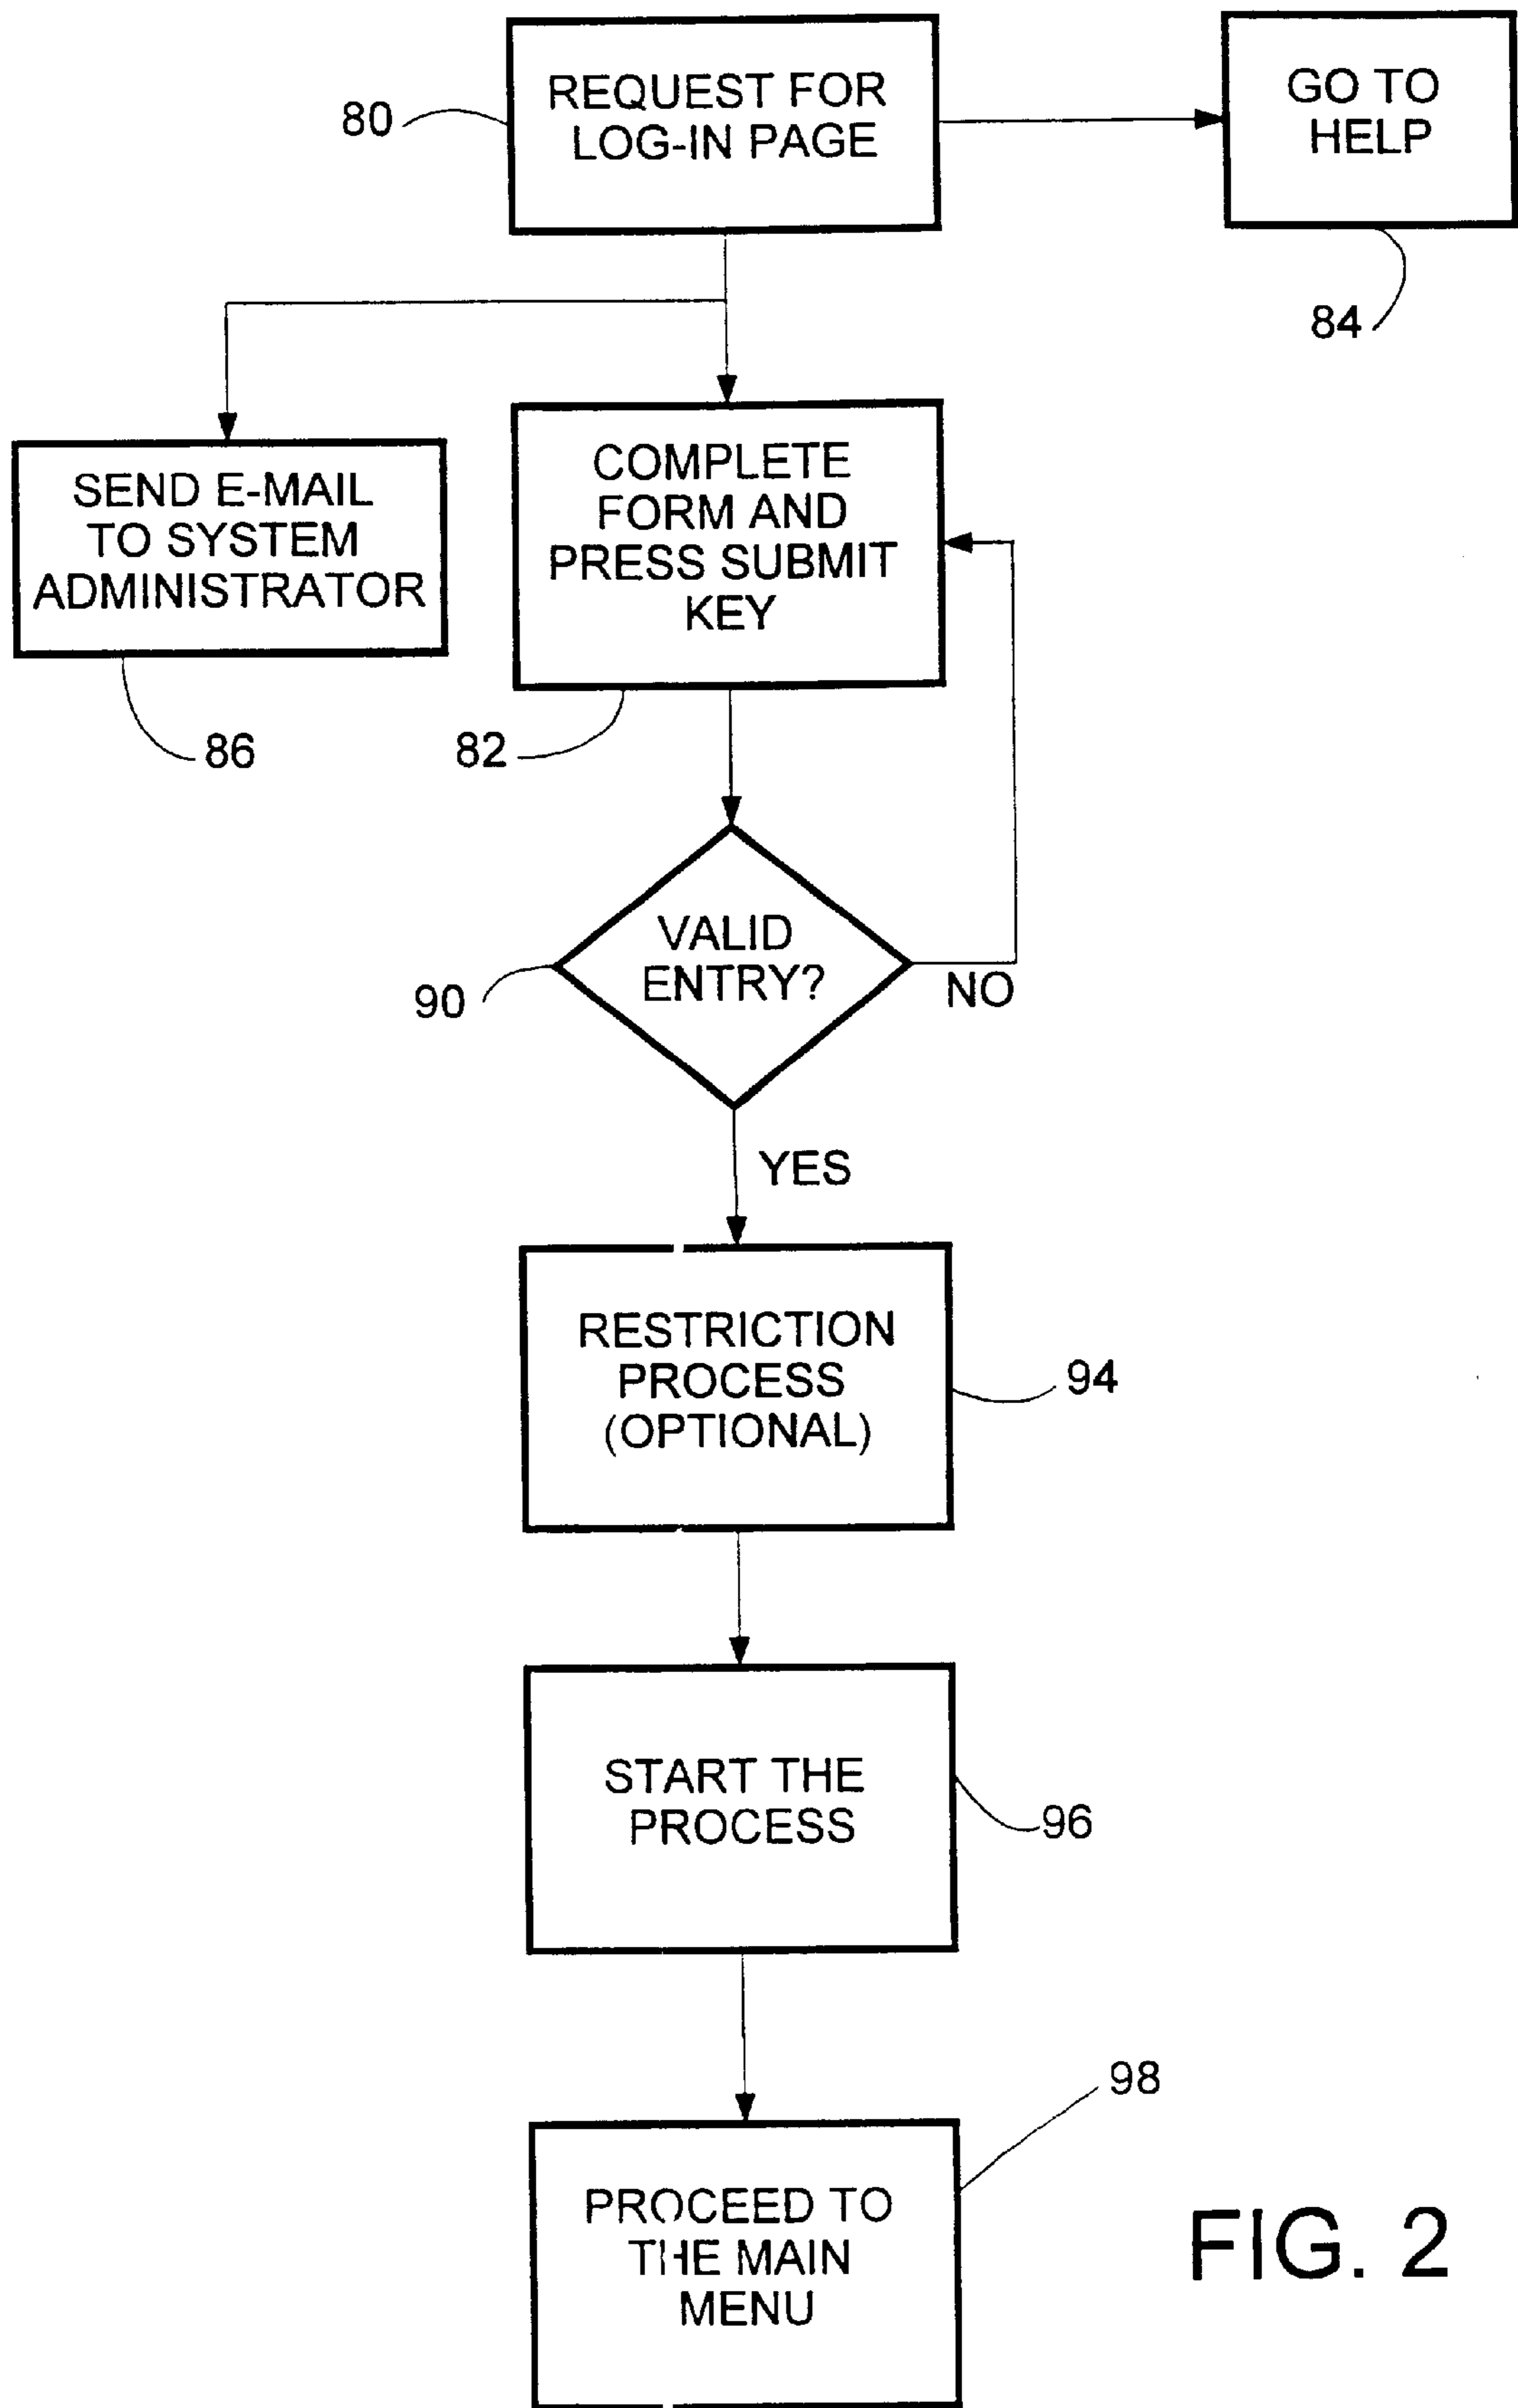 REQUEST FOR
LOG-IN PAGE
80
GO TO
HELP
84
SEND E-MAIL
TO SYSTEM
ADMINISTRATOR
86
COMPLETE
FORM AND
PRESS SUBMIT
KEY
82
VALID
ENTRY?
90
NO
YES
RESTRICTION
PROCESS
(OPTIONAL)
94
START THE
PROCESS
96
98
PROCEED TO
THE MAIN
MENU
FIG. 2